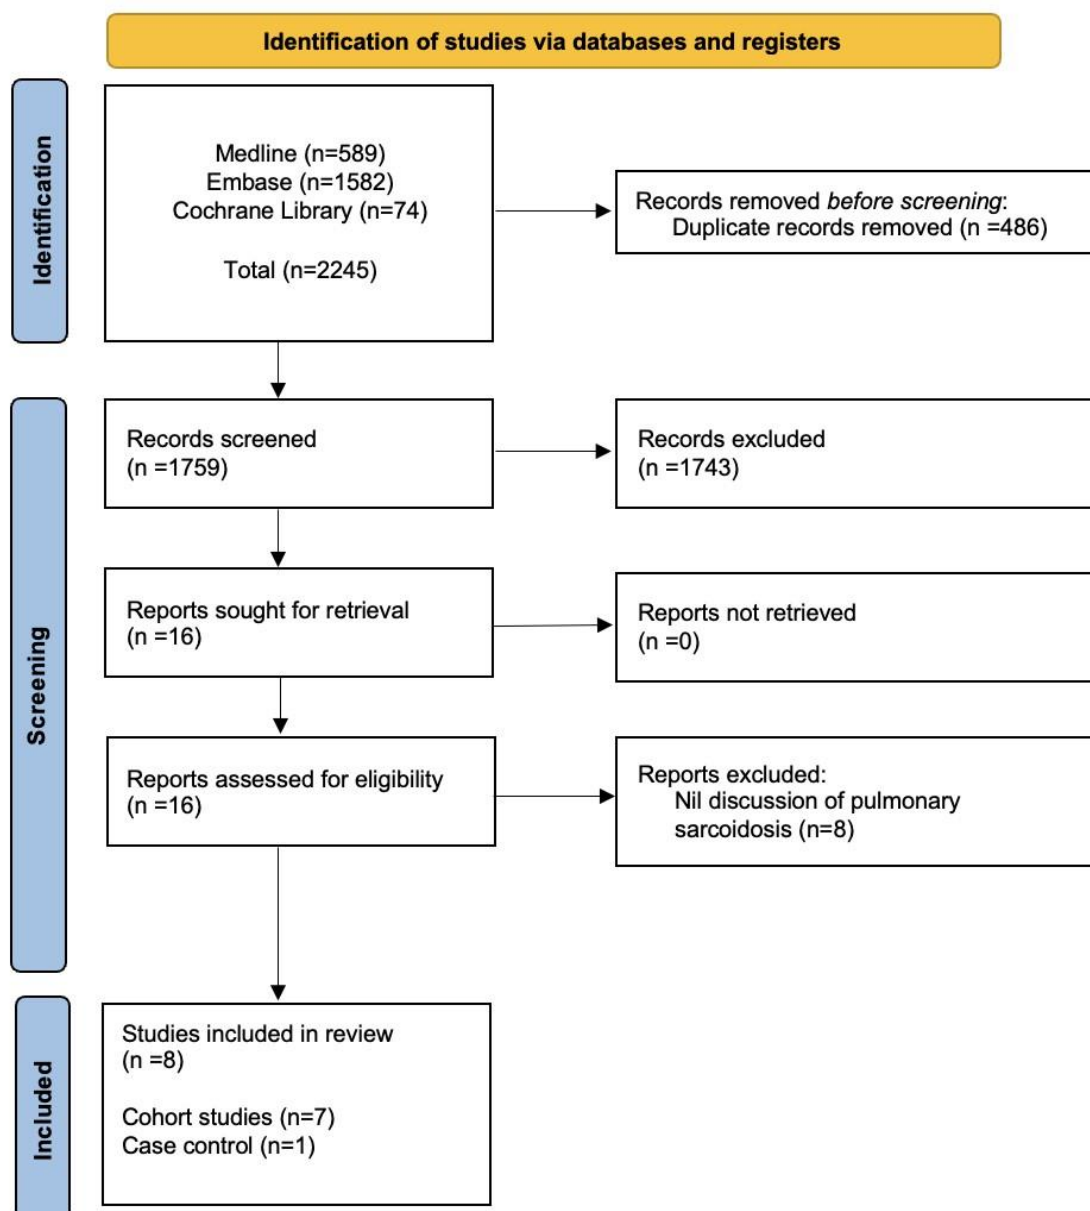 Identification of studies via databases and registers
Identification
Medline (n=589)
Embase (n=1582)
Cochrane Library (n=74)
Total (n=2245)
Records removed before screening:
Duplicate records removed (n =486)
Screening
Records screened
(n =1759)
Records excluded
(n =1743)
Reports sought for retrieval
(n =16)
Reports not retrieved
(n =0)
Reports assessed for eligibility
(n =16)
Reports excluded:
Nil discussion of pulmonary
sarcoidosis (n=8)
Included
Studies included in review
(n =8)
Cohort studies (n=7)
Case control (n=1)